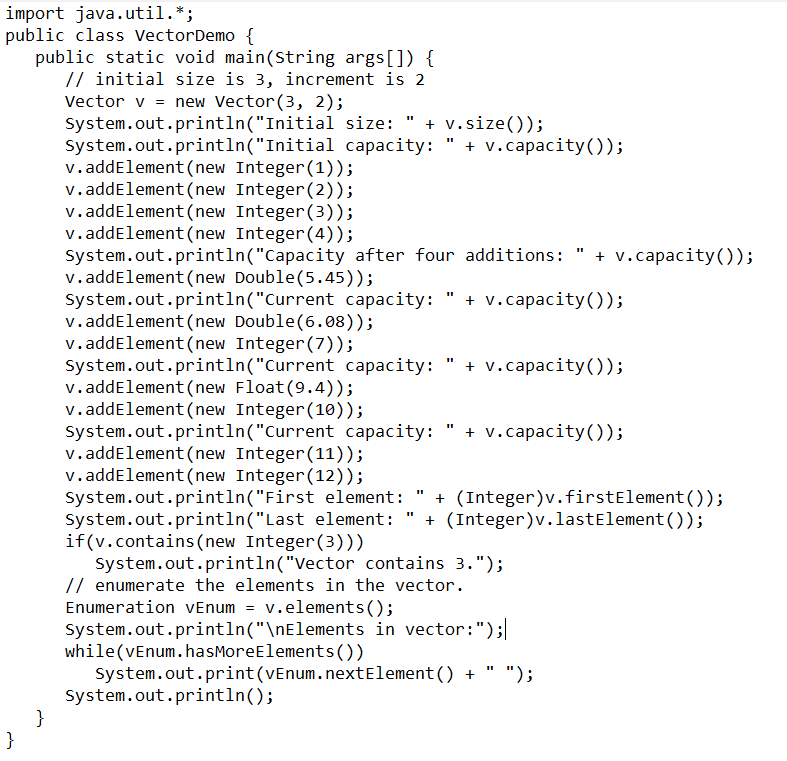 import java.util.*;
public class VectorDemo {
   public static void main(String args[]) {
      // initial size is 3, increment is 2
      Vector v = new Vector(3, 2);
      System.out.println("Initial size: " + v.size());
      System.out.println("Initial capacity: " + v.capacity());
      v.addElement(new Integer(1));
      v.addElement(new Integer(2));
      v.addElement(new Integer(3));
      v.addElement(new Integer(4));
      System.out.println("Capacity after four additions: " + v.capacity());
      v.addElement(new Double(5.45));
      System.out.println("Current capacity: " + v.capacity());
      v.addElement(new Double(6.08));
      v.addElement(new Integer(7));
      System.out.println("Current capacity: " + v.capacity());
      v.addElement(new Float(9.4));
      v.addElement(new Integer(10));
      System.out.println("Current capacity: " + v.capacity());
      v.addElement(new Integer(11));
      v.addElement(new Integer(12));
      System.out.println("First element: " + (Integer)v.firstElement());
      System.out.println("Last element: " + (Integer)v.lastElement());
      if(v.contains(new Integer(3)))
         System.out.println("Vector contains 3.");
      // enumerate the elements in the vector.
      Enumeration vEnum = v.elements();
      System.out.println("\nElements in vector:");
      while(vEnum.hasMoreElements())
         System.out.print(vEnum.nextElement() + " ");
      System.out.println();
   }
}